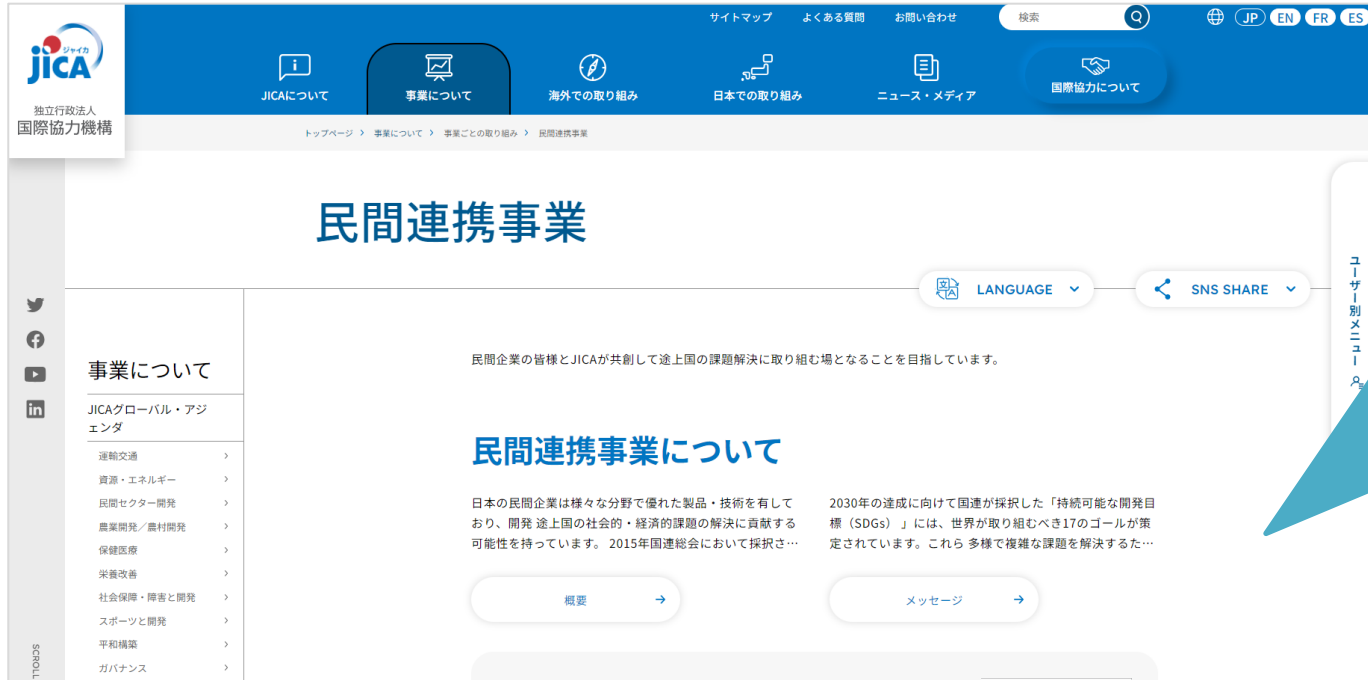 サイトマップ よくある質問 お問い合わせ 検索 JP EN FR ES
ジャイカ
JICA
独立行政法人
国際協力機構
JICAについて 事業について 海外での取り組み 日本での取り組み ニュース・メディア 国際協力について
トップページ > 事業について > 事業ごとの取り組み > 民間連携事業
民間連携事業
LANGUAGE SNS SHARE
ユーザー別メニュー
事業について
JICAグローバル・アジ
ェンダ
運輸交通
資源・エネルギー
民間セクター開発
農業開発／農村開発
保健医療
栄養改善
社会保障・障害と開発
スポーツと開発
平和構築
ガバナンス
SCROLL
民間企業の皆様とJICAが共創して途上国の課題解決に取り組む場となることを目指しています。
民間連携事業について
日本の民間企業は様々な分野で優れた製品・技術を有して
おり、開発 途上国の社会的・経済的課題の解決に貢献する
可能性を持っています。 2015年国連総会において採択さ…
概要
2030年の達成に向けて国連が採択した「持続可能な開発目
標（SDGs） 」には、世界が取り組むべき17のゴールが策
定されています。これら 多様で複雑な課題を解決するた…
メッセージ